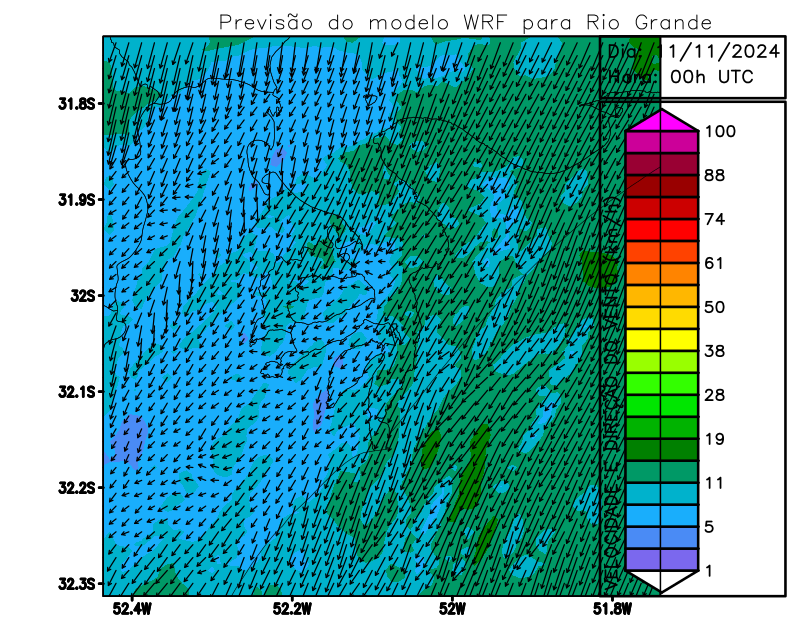 Previsão do modelo WRF para Rio Grande
Dia: 11/11/2024
Hora: 00h UTC
31.8S
31.9S
32S
32.1S
32.2S
32.3S
52.4W
52.2W
52W
51.8W
VELOCIDADE E DIREÇÃO DO VENTO (km/h)
100
88
74
61
50
38
28
19
11
5
1